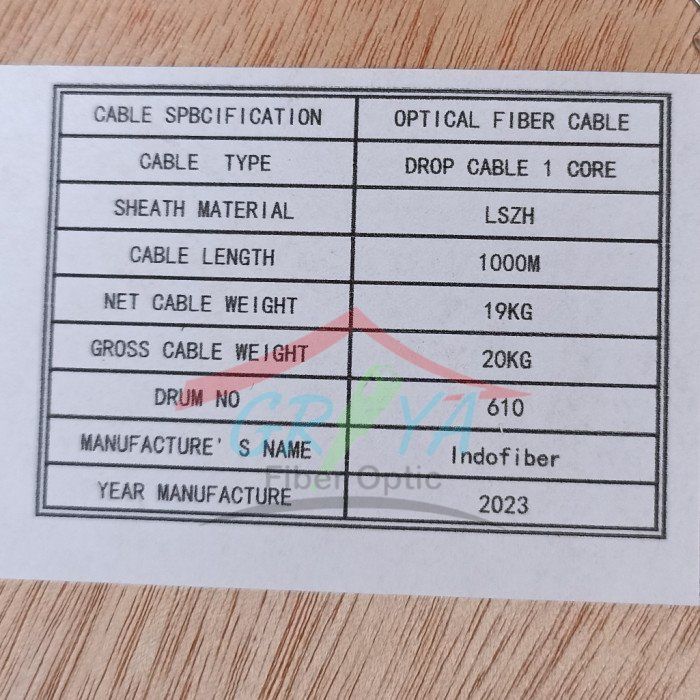 CABLE SPBCIFICATION OPTICAL FIBER CABLE
CABLE TYPE DROP CABLE 1 CORE
SHEATH MATERIAL LSZH
CABLE LENGTH 1000M
NET CABLE WEIGHT 19KG
GROSS CABLE WEIGHT 20KG
DRUM NO 610
GRIYA
MANUFACTURE' S NAME Indofiber
Fiber Optic
YEAR MANUFACTURE 2023